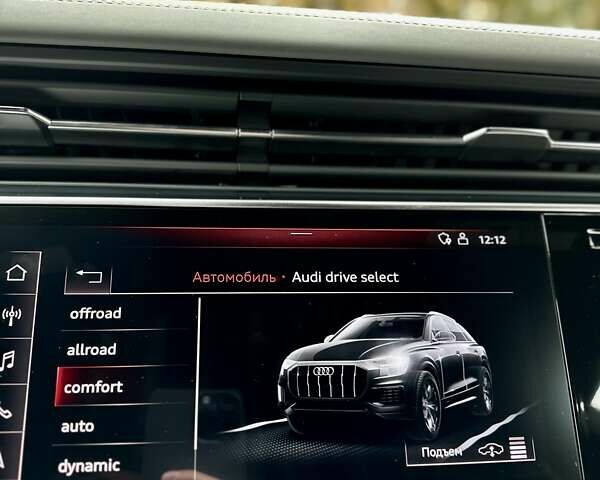 12:12
Автомобиль • Audi drive select
offroad
allroad
comfort
auto
dynamic
Подъем